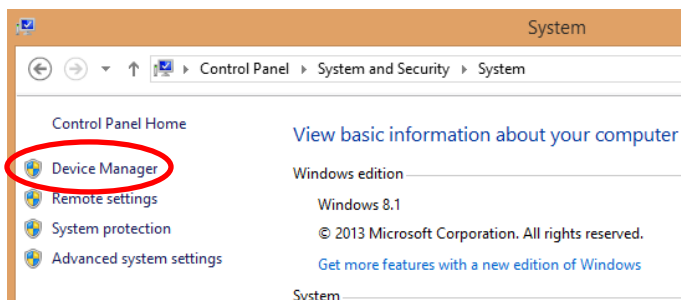 System
Control Panel System and Security System
Control Panel Home
Device Manager
Remote settings
System protection
Advanced system settings
View basic information about your computer
Windows edition
Windows 8.1
© 2013 Microsoft Corporation. All rights reserved.
Get more features with a new edition of Windows
System